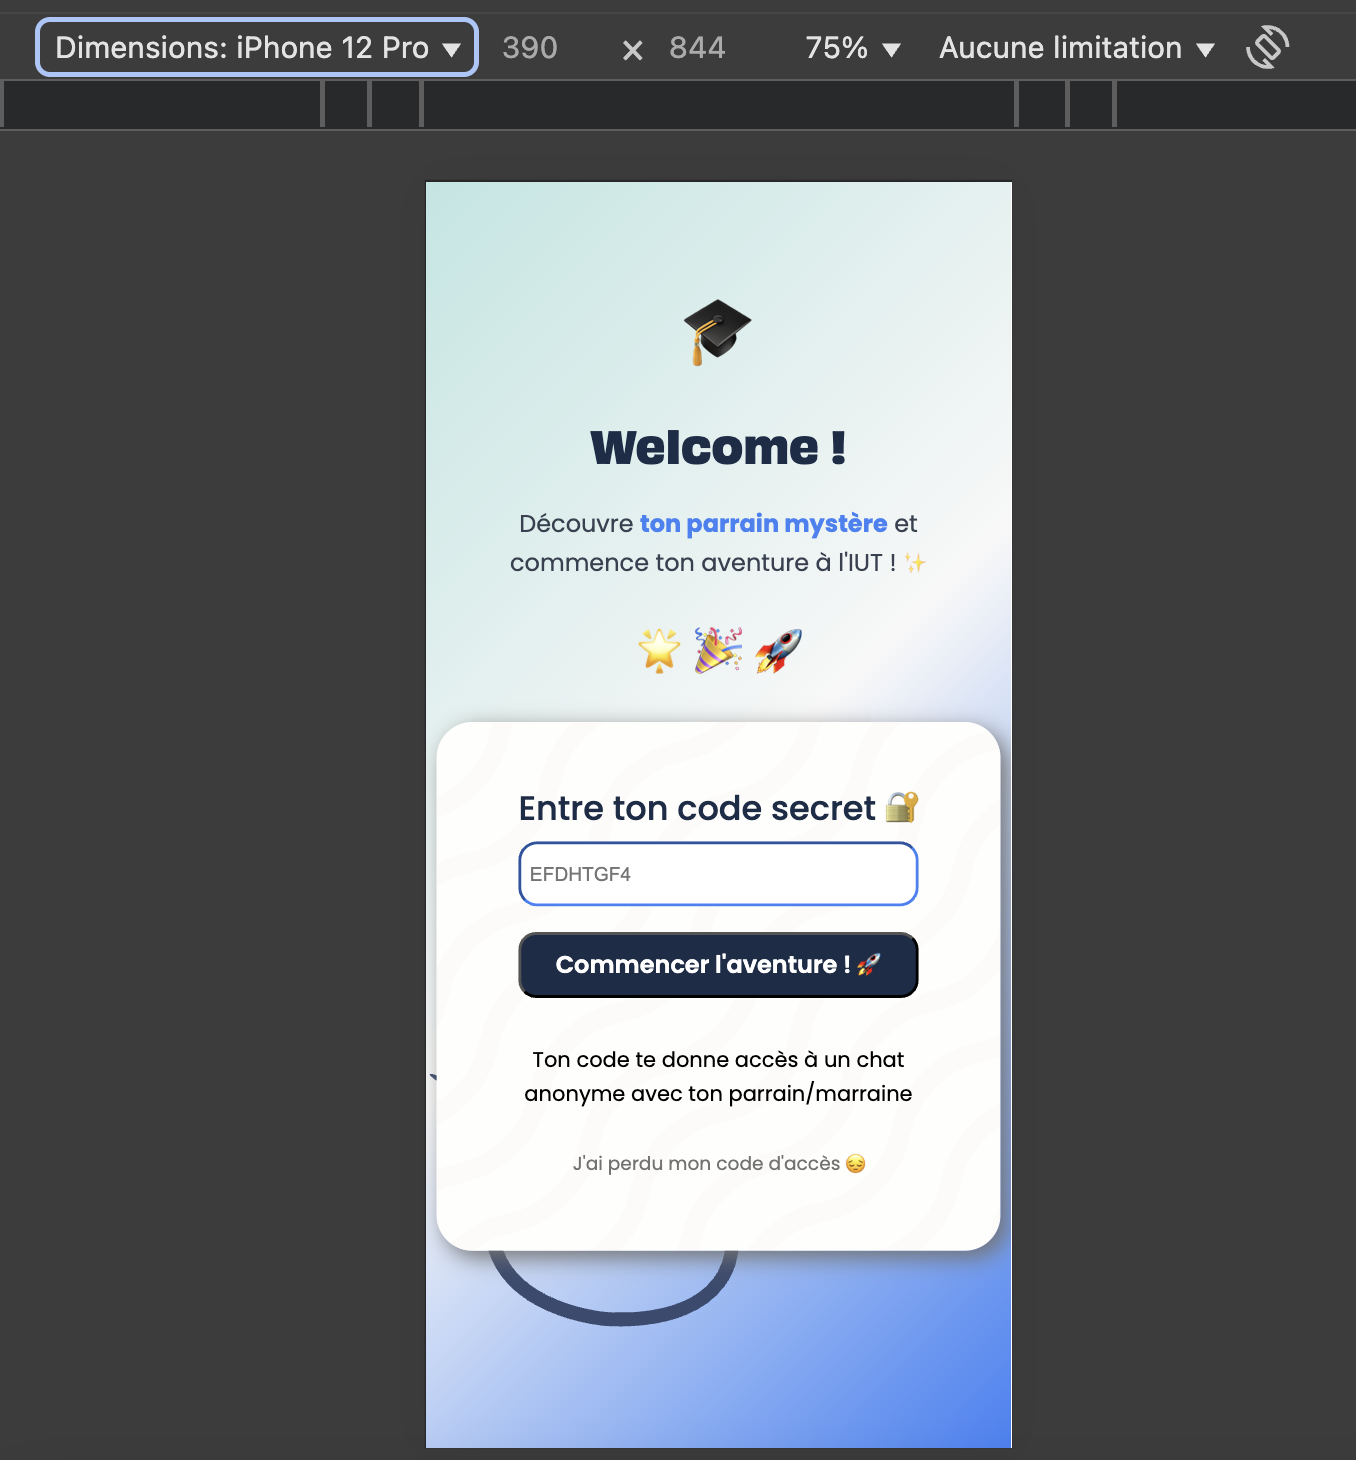 Dimensions: iPhone 12 Pro ▼ 390 × 844 75% ▼ Aucune limitation ▼
Welcome !
Découvre ton parrain mystère et
commence ton aventure à l'IUT ! ✨
Entre ton code secret 🔐
EFDHTGF4
Commencer l'aventure ! 🚀
Ton code te donne accès à un chat
anonyme avec ton parrain/marraine
J'ai perdu mon code d'accès 😔